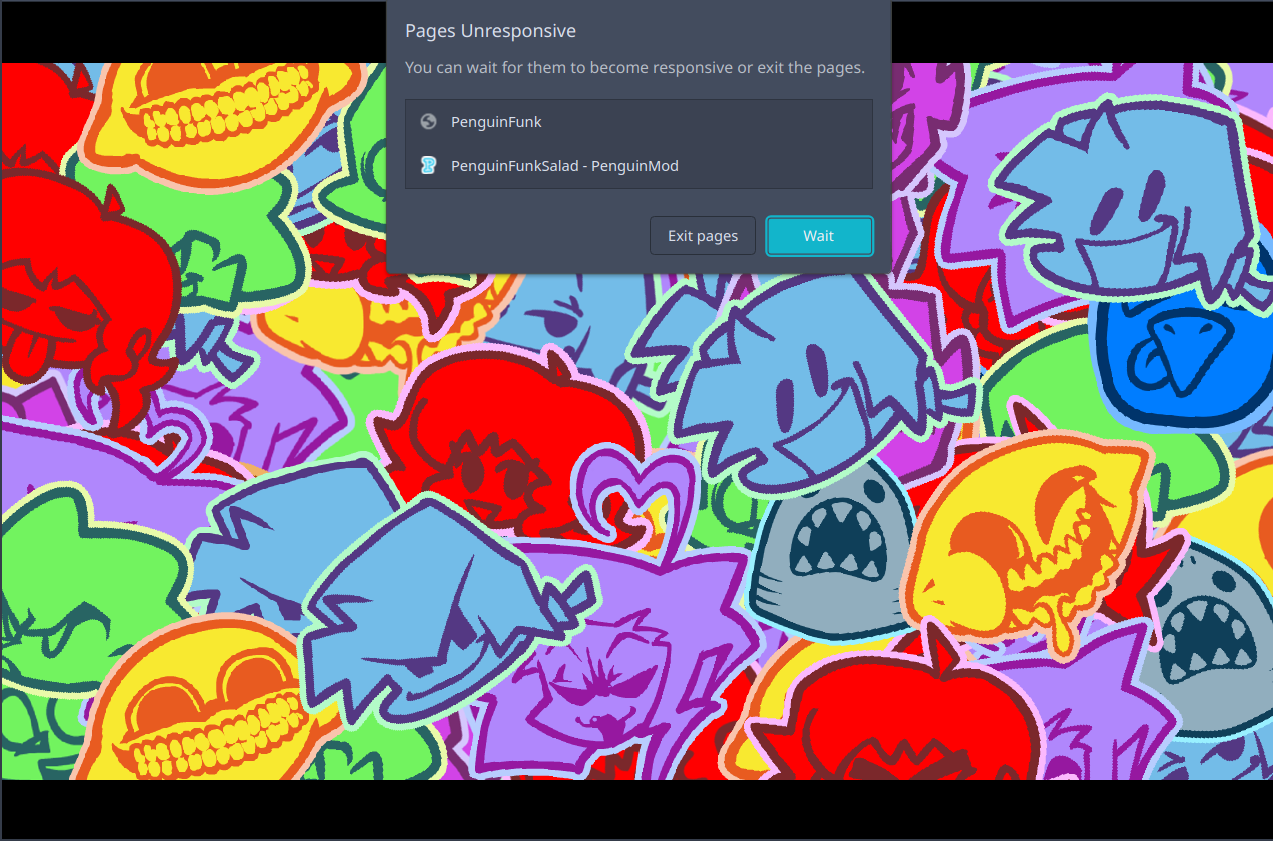 Pages Unresponsive
You can wait for them to become responsive or exit the pages.
PenguinFunk
PenguinFunkSalad - PenguinMod
Exit pages
Wait